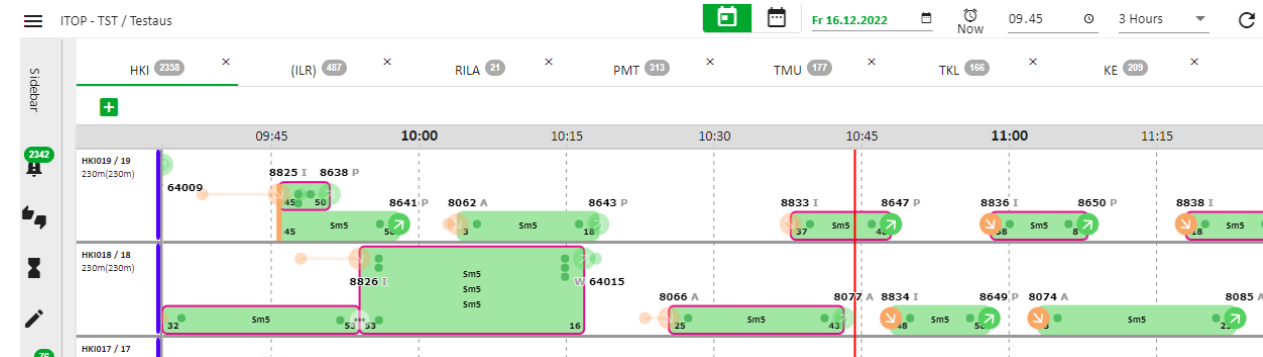 ITOP - TST / Testaus
Fr 16.12.2022
Now
09.45
3 Hours
Sidebar
HKI 2358 ×
(ILR) 487 ×
RILA 21 ×
PMT 313 ×
TMU 177 ×
TKL 166 ×
KE 209 ×
+
09:45 10:00 10:15 10:30 10:45 11:00 11:15
2342
HKI019 / 19
230m(230m)
8825 I 8638 P
64009
45 50
8641 P 8062 A 8643 P 8833 I 8647 P 8836 I 8650 P 8838 I
45 Sm5 3 Sm5 18 37 Sm5 Sm5 8 18 Sm5
HKI018 / 18
230m(230m)
Sm5
8826 I
W 64015
Sm5
Sm5
8066 A 8077 A 8834 I 8649 P 8074 A 8085 A
32 Sm5 53 53 16 25 Sm5 43 48 Sm5 Sm5
HKI017 / 17
76